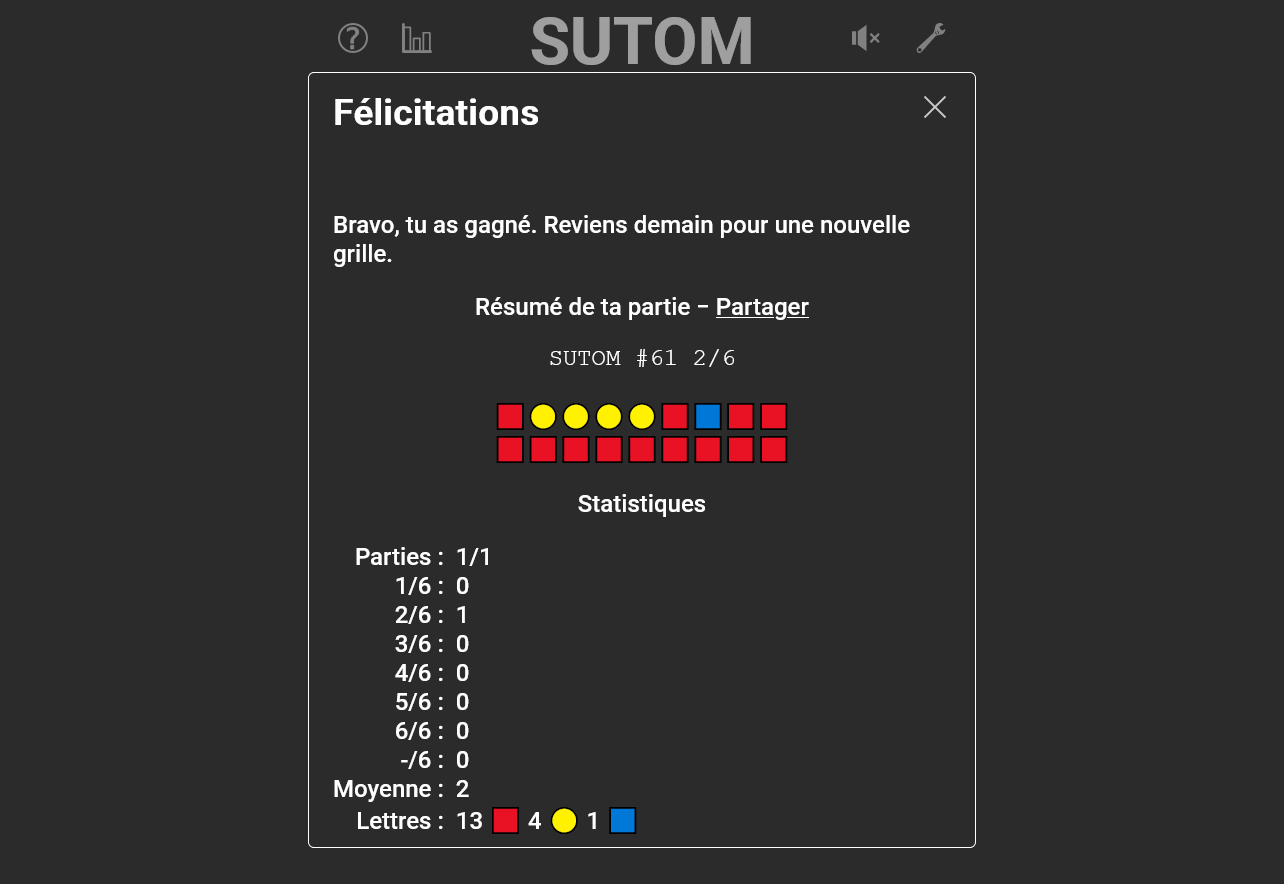 SUTOM
Félicitations
Bravo, tu as gagné. Reviens demain pour une nouvelle
grille.
Résumé de ta partie − Partager
SUTOM #61 2/6
Statistiques
Parties : 1/1
1/6 : 0
2/6 : 1
3/6 : 0
4/6 : 0
5/6 : 0
6/6 : 0
-/6 : 0
Moyenne : 2
Lettres : 13 4 1